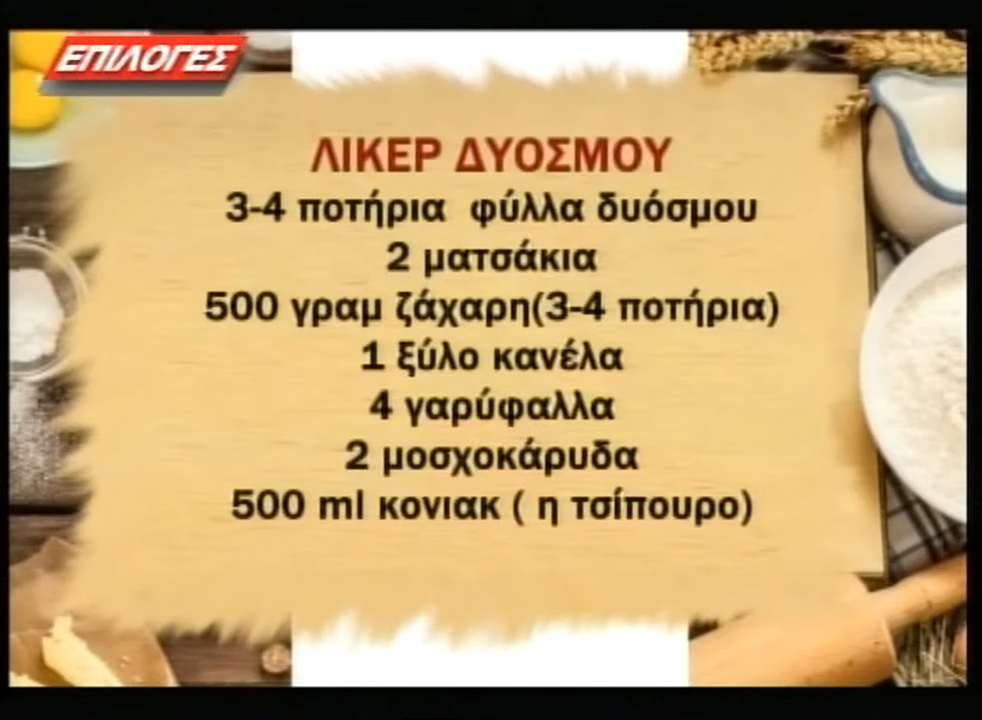 ΕΠΙΛΟΓΕΣ
ΛΙΚΕΡ ΔΥΟΣΜΟΥ
3-4 ποτήρια φύλλα δυόσμου
2 ματσάκια
500 γραμ ζάχαρη(3-4 ποτήρια)
1 ξύλο κανέλα
4 γαρύφαλλα
2 μοσχοκάρυδα
500 ml κονιακ ( η τσίπουρο)